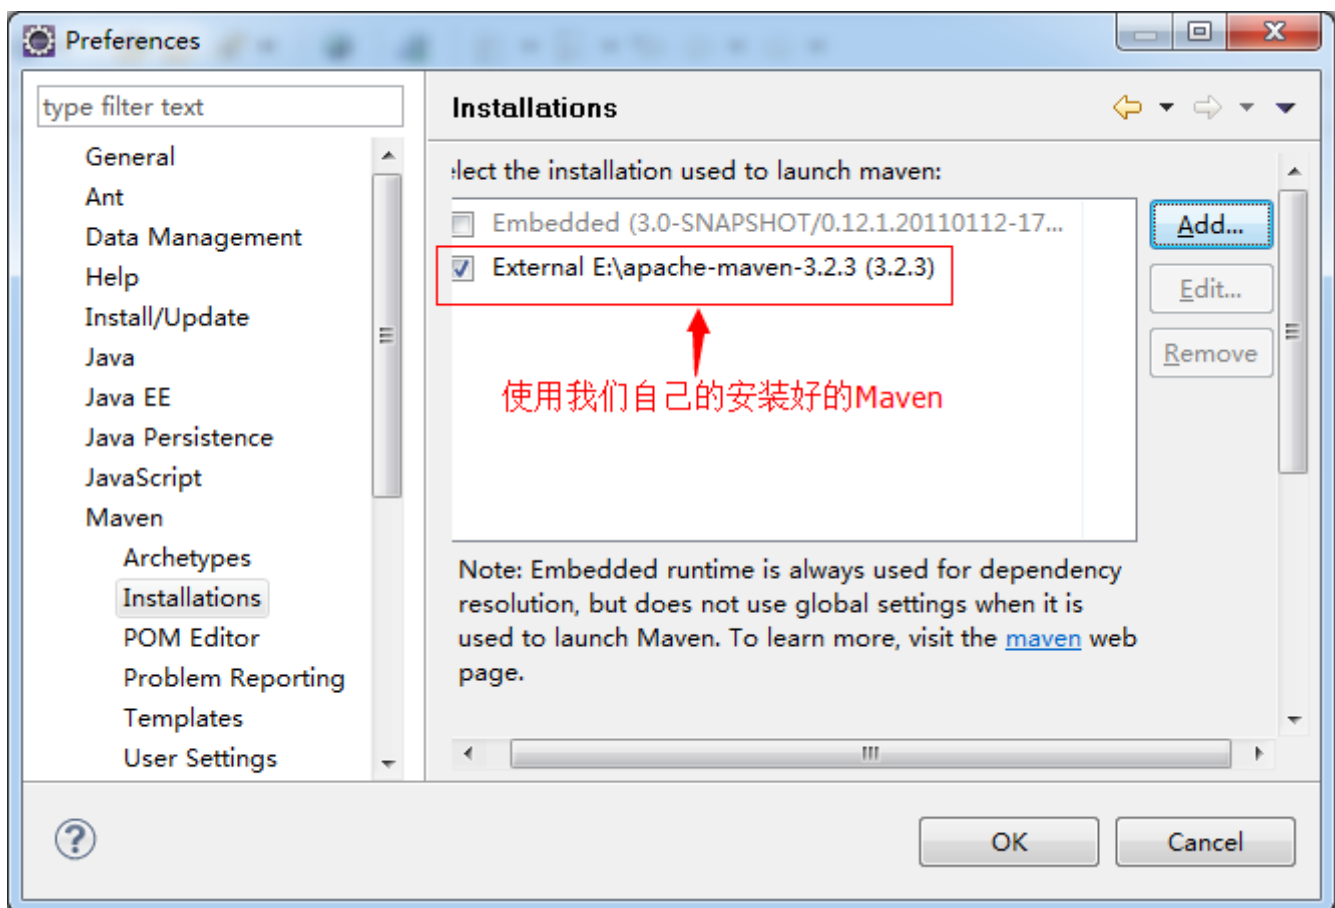 Preferences
type filter text
General
Ant
Data Management
Help
Install/Update
Java
Java EE
Java Persistence
JavaScript
Maven
Archetypes
Installations
POM Editor
Problem Reporting
Templates
User Settings
Installations
elect the installation used to launch maven:
Embedded (3.0-SNAPSHOT/0.12.1.20110112-17...
External E:\apache-maven-3.2.3 (3.2.3)
使用我们自己的安装好的Maven
Add...
Edit...
Remove
Note: Embedded runtime is always used for dependency
resolution, but does not use global settings when it is
used to launch Maven. To learn more, visit the maven web
page.
OK
Cancel